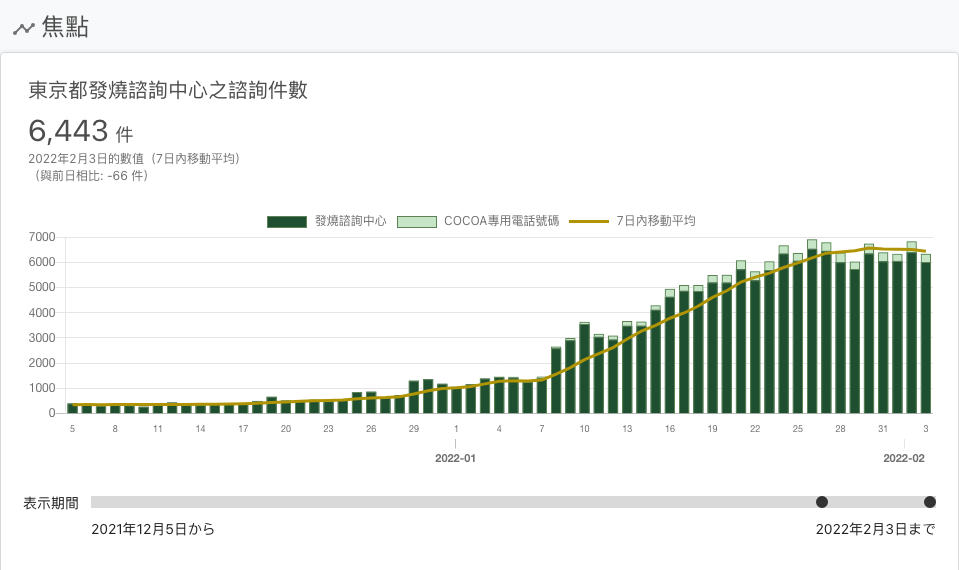 焦點
東京都發燒諮詢中心之諮詢件數
6,443 件
2022年2月3日的數值（7日內移動平均）
（與前日相比: -66 件）
發燒諮詢中心 COCOA專用電話號碼 7日內移動平均
7000
6000
5000
4000
3000
2000
1000
0
5 8 11 14 17 20 23 26 29 1 4 7 10 13 16 19 22 25 28 31 3
2022-01 2022-02
表示期間
2021年12月5日から 2022年2月3日まで